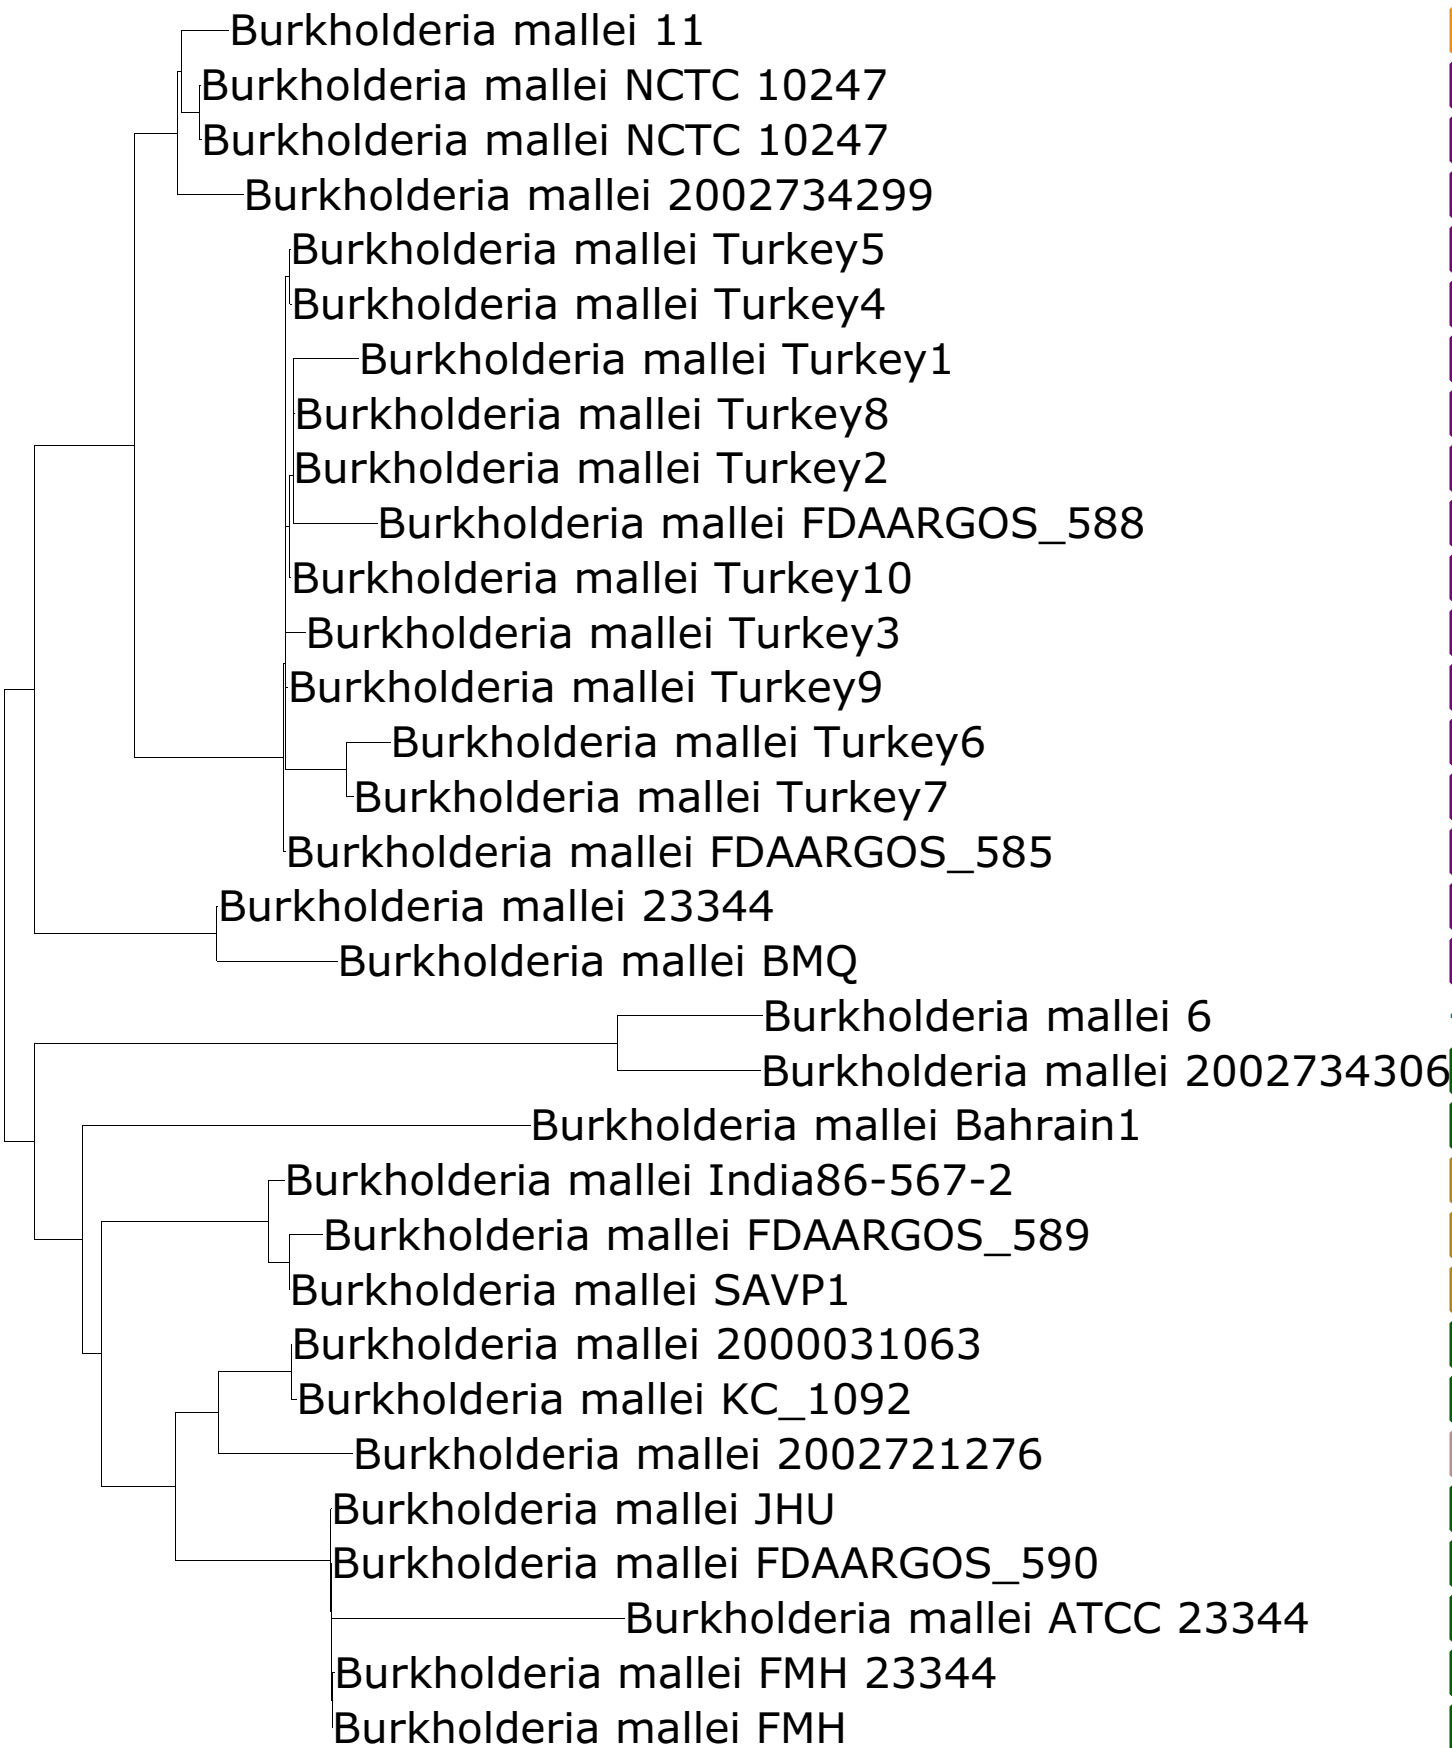 Burkholderia mallei 11
Burkholderia mallei NCTC 10247
Burkholderia mallei NCTC 10247
Burkholderia mallei 2002734299
Burkholderia mallei Turkey5
Burkholderia mallei Turkey4
Burkholderia mallei Turkey1
Burkholderia mallei Turkey8
Burkholderia mallei Turkey2
Burkholderia mallei FDAARGOS_588
Burkholderia mallei Turkey10
Burkholderia mallei Turkey3
Burkholderia mallei Turkey9
Burkholderia mallei Turkey6
Burkholderia mallei Turkey7
Burkholderia mallei FDAARGOS_585
Burkholderia mallei 23344
Burkholderia mallei BMQ
Burkholderia mallei 6
Burkholderia mallei 2002734306
Burkholderia mallei Bahrain1
Burkholderia mallei India86-567-2
Burkholderia mallei FDAARGOS_589
Burkholderia mallei SAVP1
Burkholderia mallei 2000031063
Burkholderia mallei KC_1092
Burkholderia mallei 2002721276
Burkholderia mallei JHU
Burkholderia mallei FDAARGOS_590
Burkholderia mallei ATCC 23344
Burkholderia mallei FMH 23344
Burkholderia mallei FMH